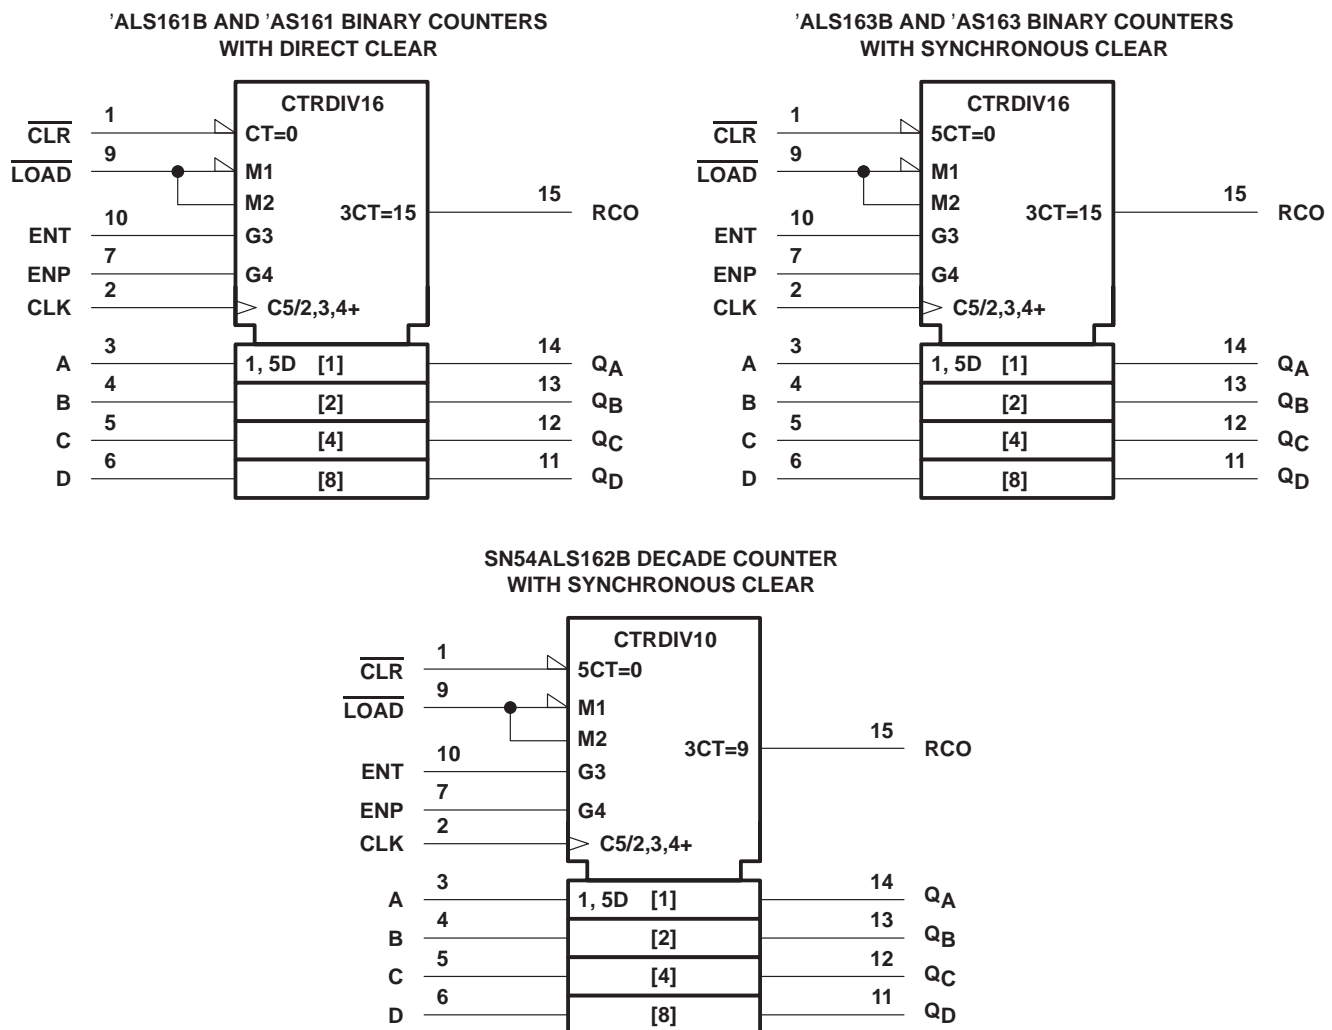 ’ALS161B AND ’AS161 BINARY COUNTERS
WITH DIRECT CLEAR
CTRDIV16
CLR 1 CT=0
LOAD 9 M1
M2
3CT=15 15 RCO
ENT 10 G3
ENP 7 G4
CLK 2 C5/2,3,4+
A 3 1, 5D [1] 14 QA
B 4 [2] 13 QB
C 5 [4] 12 QC
D 6 [8] 11 QD
’ALS163B AND ’AS163 BINARY COUNTERS
WITH SYNCHRONOUS CLEAR
CTRDIV16
CLR 1 5CT=0
LOAD 9 M1
M2
3CT=15 15 RCO
ENT 10 G3
ENP 7 G4
CLK 2 C5/2,3,4+
A 3 1, 5D [1] 14 QA
B 4 [2] 13 QB
C 5 [4] 12 QC
D 6 [8] 11 QD
SN54ALS162B DECADE COUNTER
WITH SYNCHRONOUS CLEAR
CTRDIV10
CLR 1 5CT=0
LOAD 9 M1
M2
3CT=9 15 RCO
ENT 10 G3
ENP 7 G4
CLK 2 C5/2,3,4+
A 3 1, 5D [1] 14 QA
B 4 [2] 13 QB
C 5 [4] 12 QC
D 6 [8] 11 QD